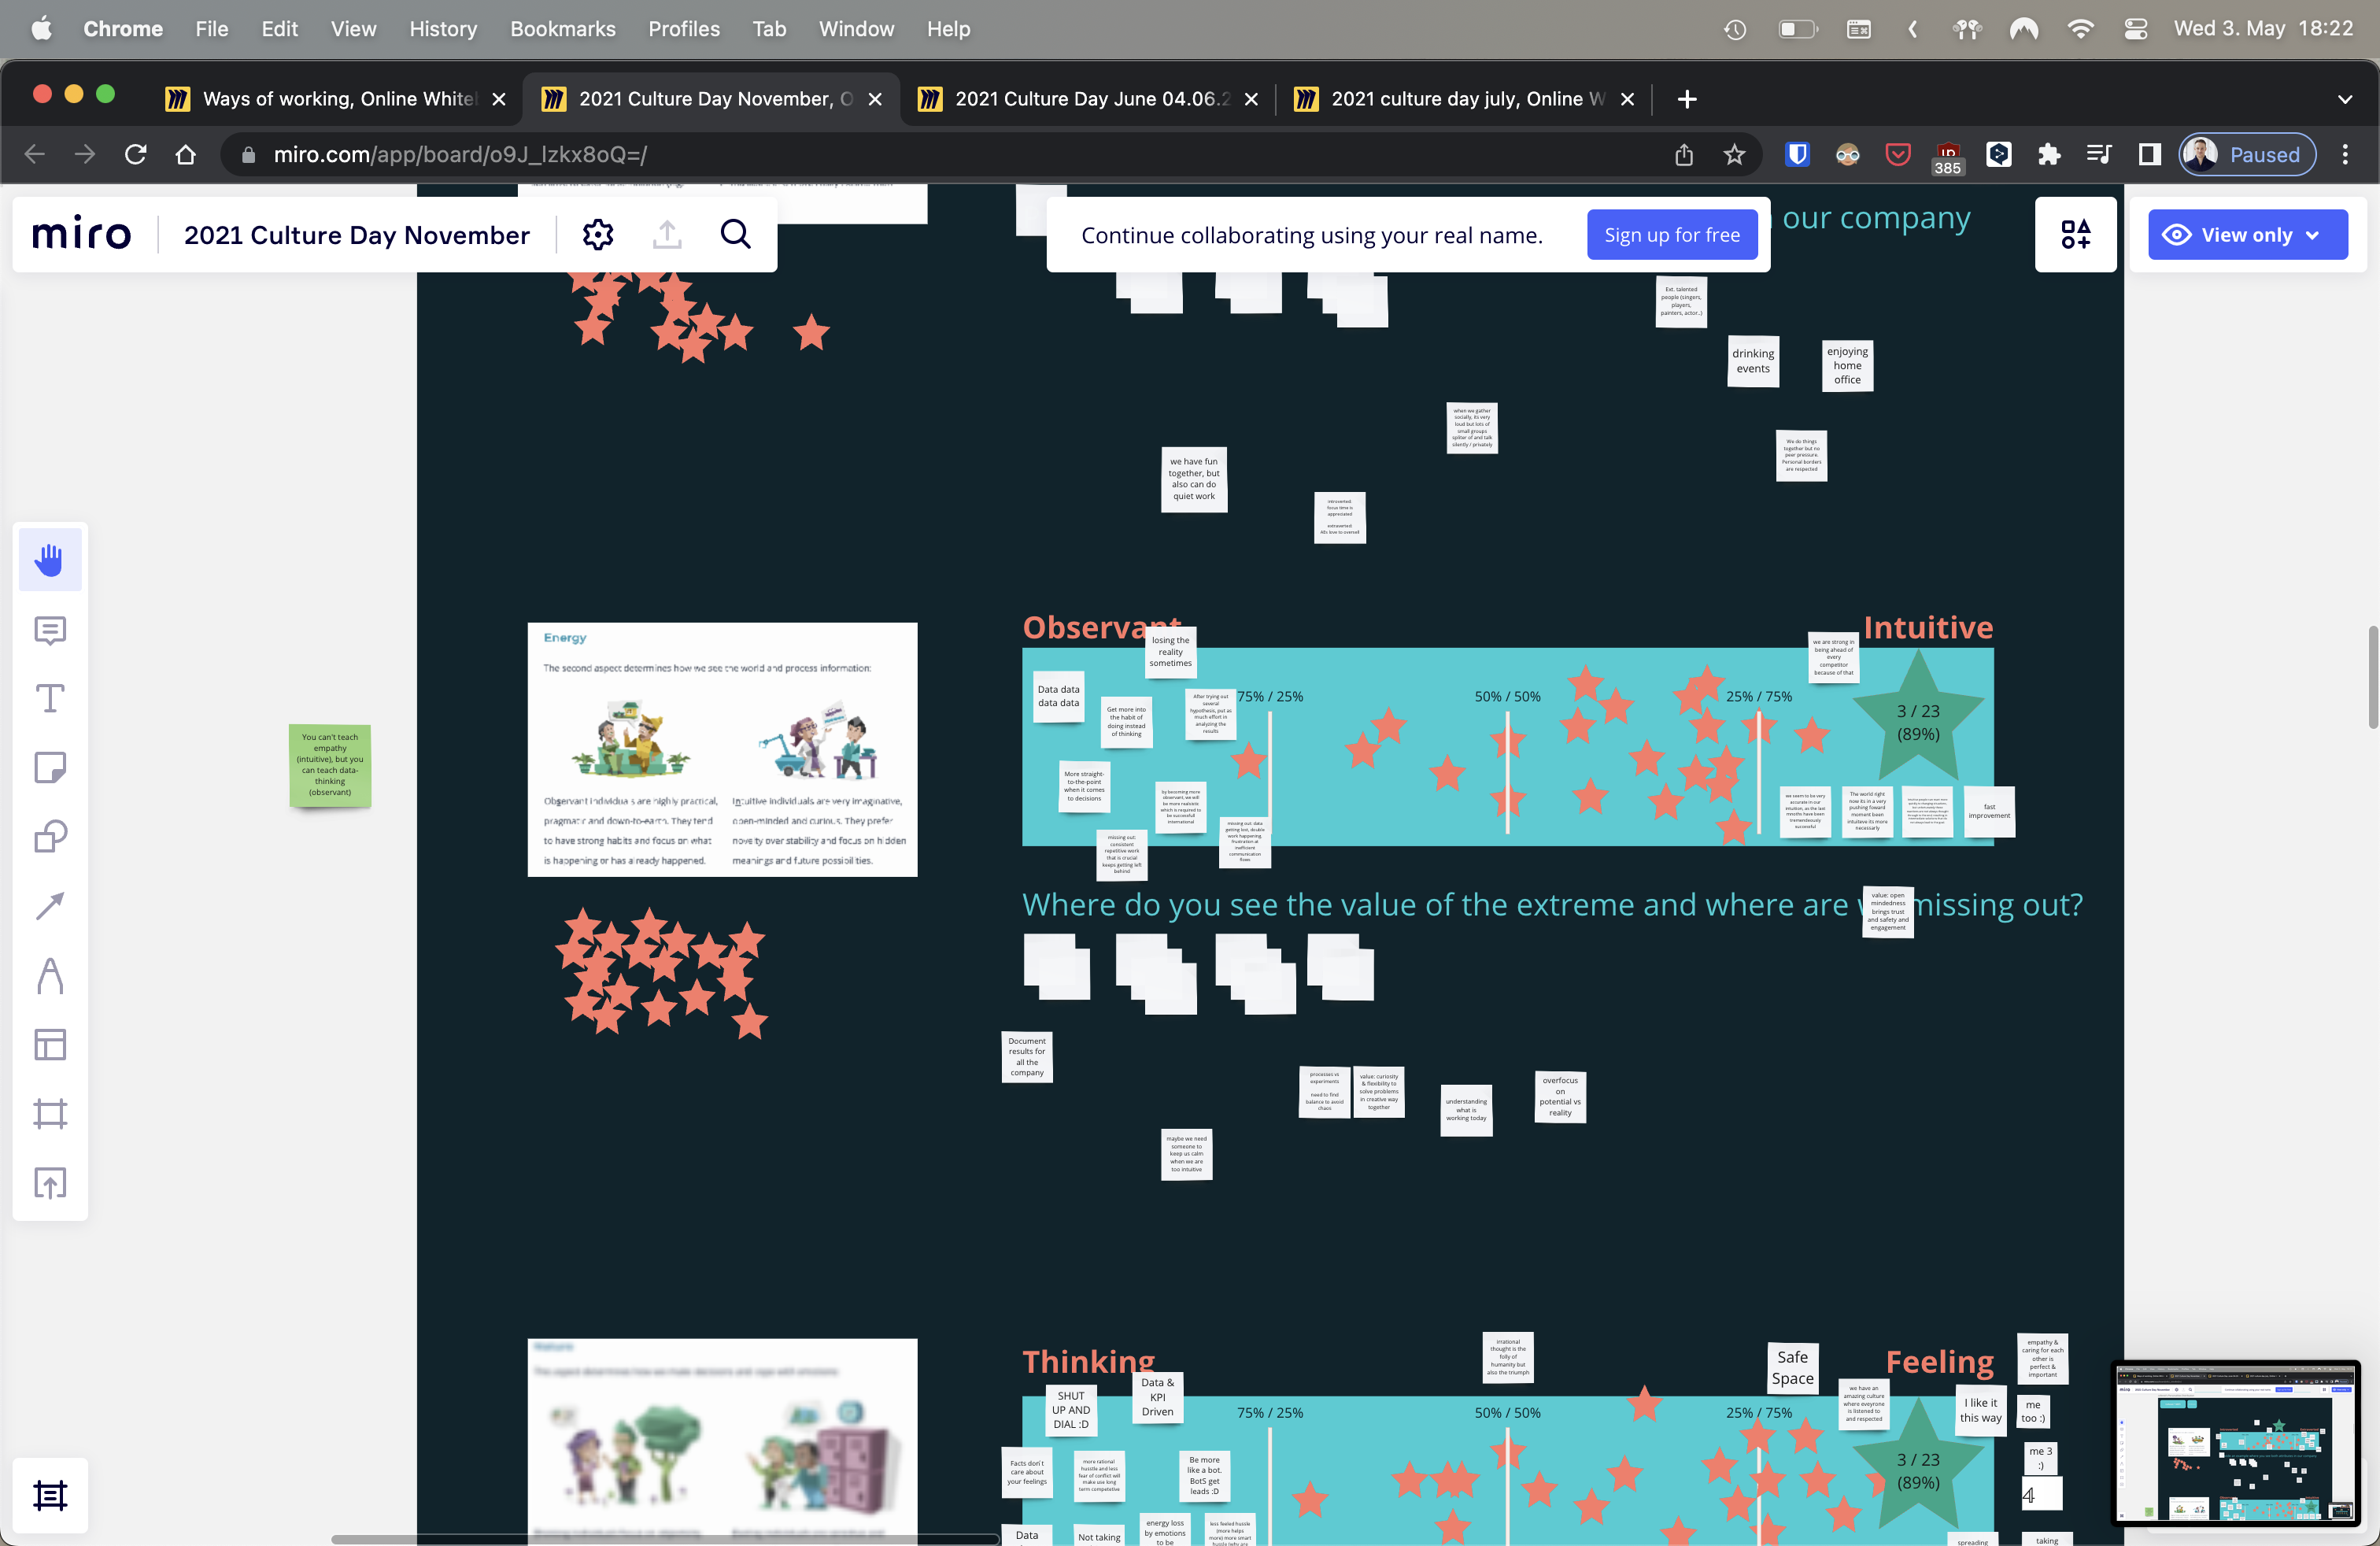 Chrome File Edit View History Bookmarks Profiles Tab Window Help
Wed 3. May 18:22
Ways of working, Online White
2021 Culture Day November, O
2021 Culture Day June 04.06.2
2021 culture day july, Online W
miro.com/app/board/o9J_lzkx8oQ=/
385
Paused
miro
2021 Culture Day November
Continue collaborating using your real name.
Sign up for free
our company
View only
Ext. talented
people (singers,
players,
painters, actor..)
drinking
events
enjoying
home
office
when we gather
socially, its very
loud but lots of
small groups
spliter of and talk
silently / privately
We do things
together but no
peer pressure.
Personal borders
are respected
we have fun
together, but
also can do
quiet work
introverted:
focus time is
appreciated
extraverted:
Observant
Intuitive
losing the
reality
sometimes
we are strong in
being ahead of
every
competitor
because of that
Data data
data data
Get more into
the habit of
doing instead
of thinking
After trying out
several
hypothesis, put as
much effort in
analyzing the
results
75% / 25%
50% / 50%
25% / 75%
3 / 23
(89%)
More straight-
to-the-point
when it comes
to decisions
by becoming more
observant, we will
be more realistic
which is required to
be successfull
international
missing out:
consistent
repetitive work
that is crucial
keeps getting left
behind
missing out: data
getting lost, double
work happening,
frustration at
inefficient
communication
flows
we seem to be very
accurate in our
intuition, as the last
months have been
tremendously
successful
The world right
now its in a very
pushing foward
moment been
intuitieve its more
necessarly
fast
improvement
Energy
The second aspect determines how we see the world and process information:
Observant individuals are highly practical,
pragmatic and down-to-earth. They tend
to have strong habits and focus on what
is happening or has already happened.
Intuitive individuals are very imaginative,
open-minded and curious. They prefer
novelty over stability and focus on hidden
meanings and future possibilities.
You can't teach
empathy
(intuitive), but you
can teach data-
thinking
(observant)
Where do you see the value of the extreme and where are missing out?
value: open
mindedness
brings trust
and safety and
engagement
Document
results for
all the
company
processes vs
experiments
need to find
balance to avoid
chaos
value: curiosity
& flexibility to
solve problems
in creative way
together
understanding
what is
working today
overfocus
on
potential vs
reality
maybe we need
someone to
keep us calm
when we are
too intuitive
Nature
Thinking
Feeling
irrational
thought is the
folly of
humanity but
also the triumph
Safe
Space
empathy &
caring for each
other is
perfect &
important
SHUT
UP AND
DIAL :D
Data &
KPI
Driven
75% / 25%
50% / 50%
25% / 75%
we have an
amazing culture
where eveyrone
is listened to
and respected
I like it
this way
me
too :)
3 / 23
(89%)
me 3
:)
4
Facts don't
care about
your feelings
more rational
hustle and less
fear of conflict will
make use long
term competative
Be more
like a bot.
BotS get
leads :D
Data
Not taking
energy loss
by emotions
to be
less feeled hussle
(more helps
more) more smart
spreading
taking